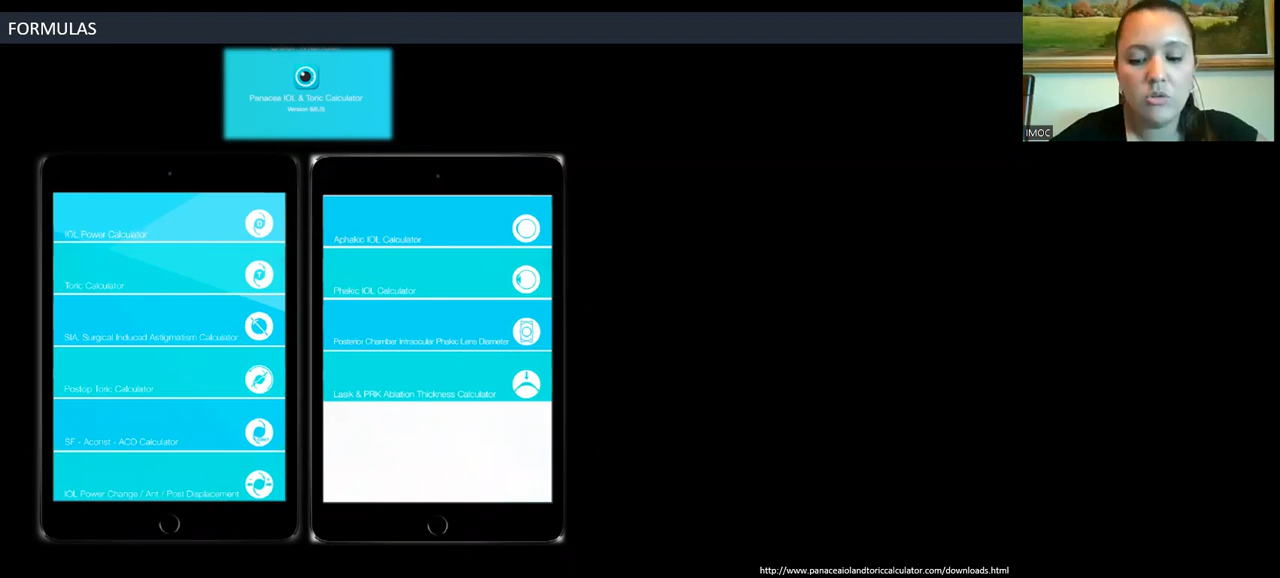 FORMULAS
Panacea IOL & Toric Calculator
IMOC
IOL Power Calculator
Toric Calculator
SIA, Surgical Induced Astigmatism Calculator
Postop Toric Calculator
SF - Aconst - ACD Calculator
IOL Power Change / Ant / Post Displacement
Aphakic IOL Calculator
Phakic IOL Calculator
Posterior Chamber Intraocular Phakic Lens Diameter
Lasik & PRK Ablation Thickness Calculator
http://www.panaceaiolandtoriccalculator.com/downloads.html